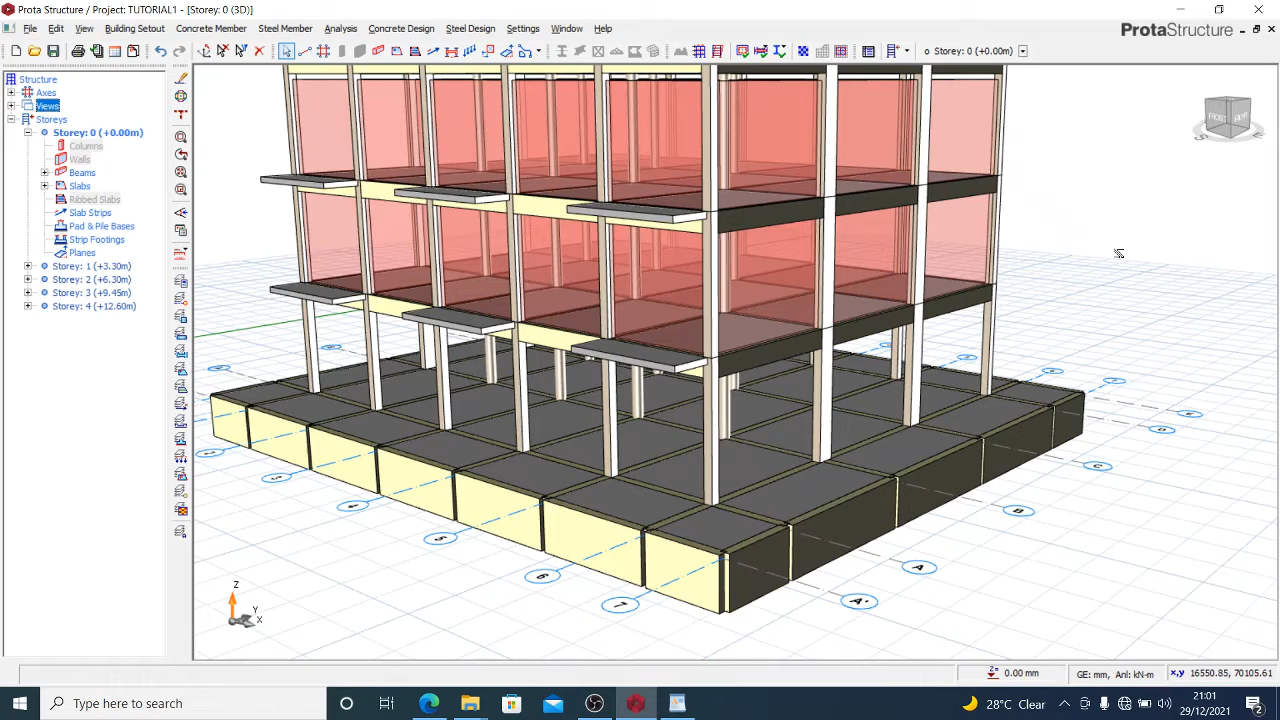 Prota Structure - [Project: TUTORIAL1 - [Storey: 0 (3D)]
File Edit View Building Setout Concrete Member Steel Member Analysis Concrete Design Steel Design Settings Window Help
ProtaStructure
Storey: 0 (+0.00m)
Structure
Axes
Views
Storeys
Storey: 0 (+0.00m)
Columns
Walls
Beams
Slabs
Ribbed Slabs
Slab Strips
Pad & Pile Bases
Strip Footings
Planes
Storey: 1 (+3.30m)
Storey: 2 (+6.30m)
Storey: 3 (+9.45m)
Storey: 4 (+12.60m)
FRONT
S
E
D
C
B
A
A'
4
5
6
7
Z
Y
X
Z= 0.00 mm
GE: mm, Anl: kN-m
x,y 16550.85, 70105.61
Type here to search
28°C Clear
21:01
29/12/2021
2